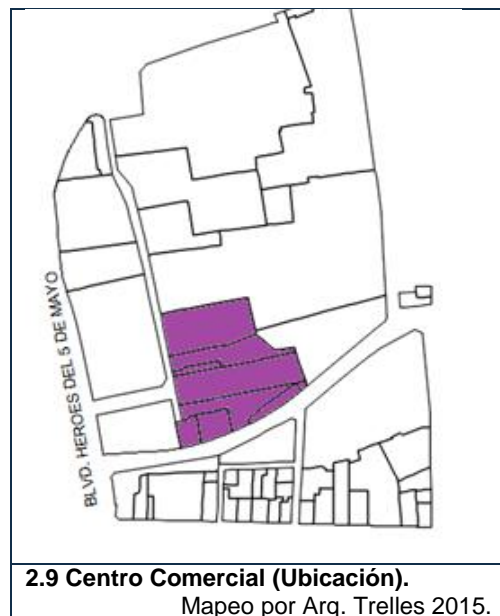 BLVD. HEROES DEL 5 DE MAYO
2.9 Centro Comercial (Ubicación).
Mapeo por Arq. Trelles 2015.